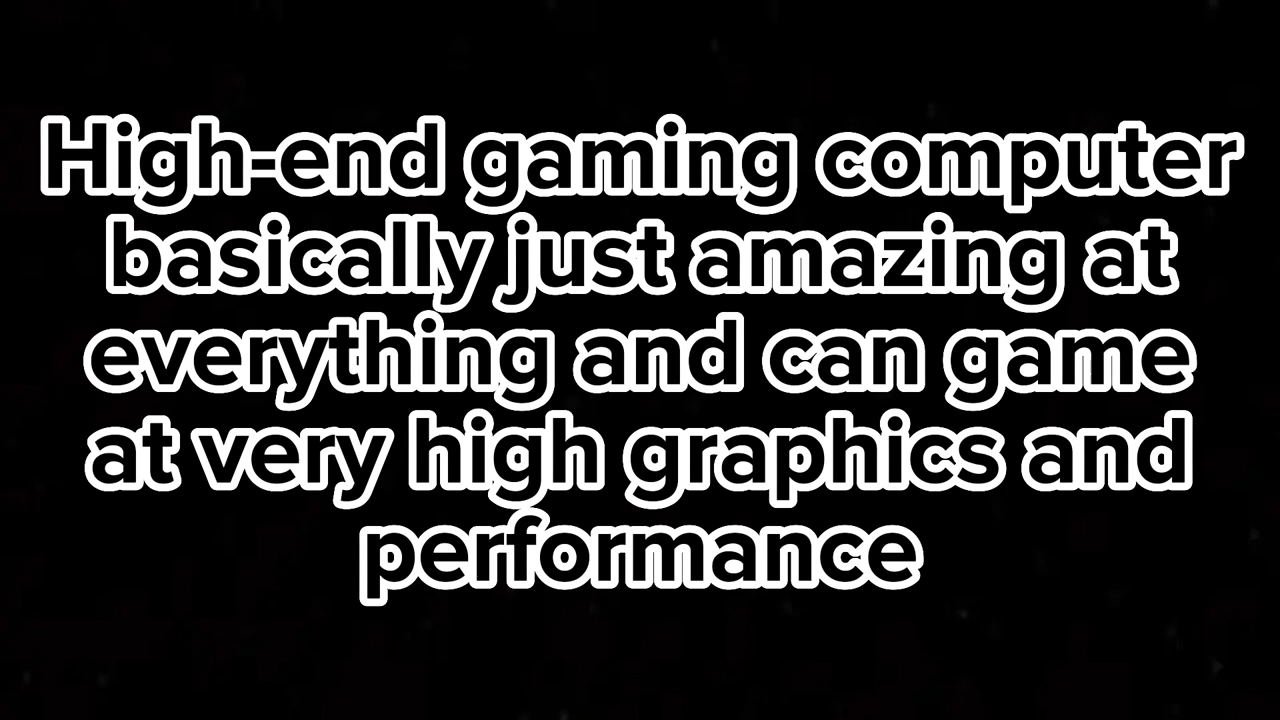 High-end gaming computer
basically just amazing at
everything and can game
at very high graphics and
performance